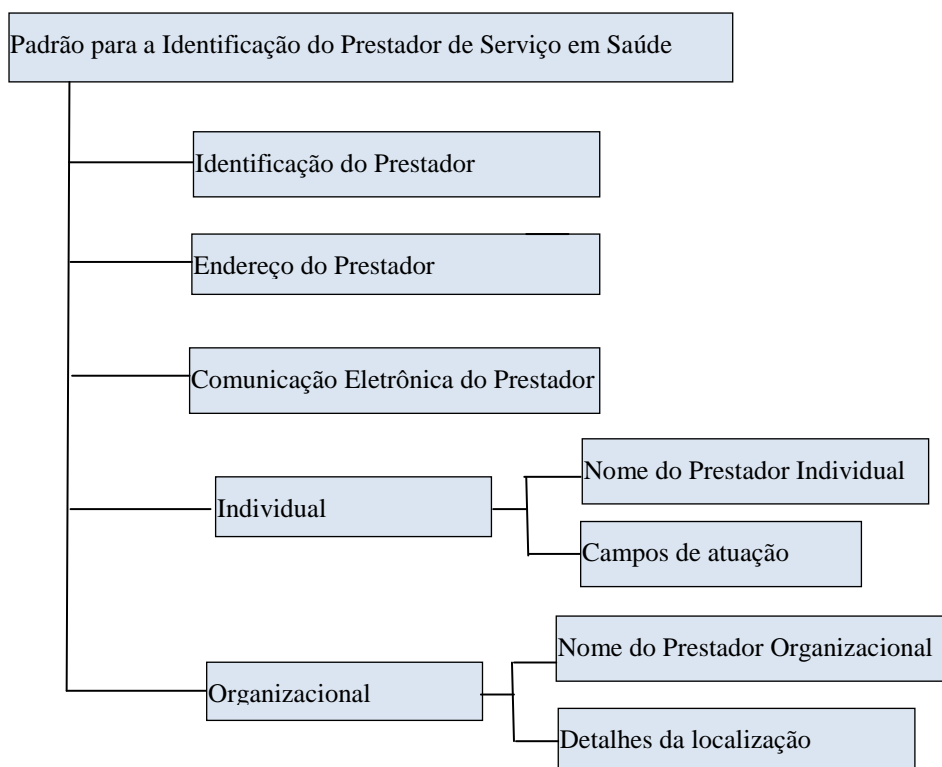 Padrão para a Identificação do Prestador de Serviço em Saúde
Identificação do Prestador
Endereço do Prestador
Comunicação Eletrônica do Prestador
Individual
Nome do Prestador Individual
Campos de atuação
Organizacional
Nome do Prestador Organizacional
Detalhes da localização